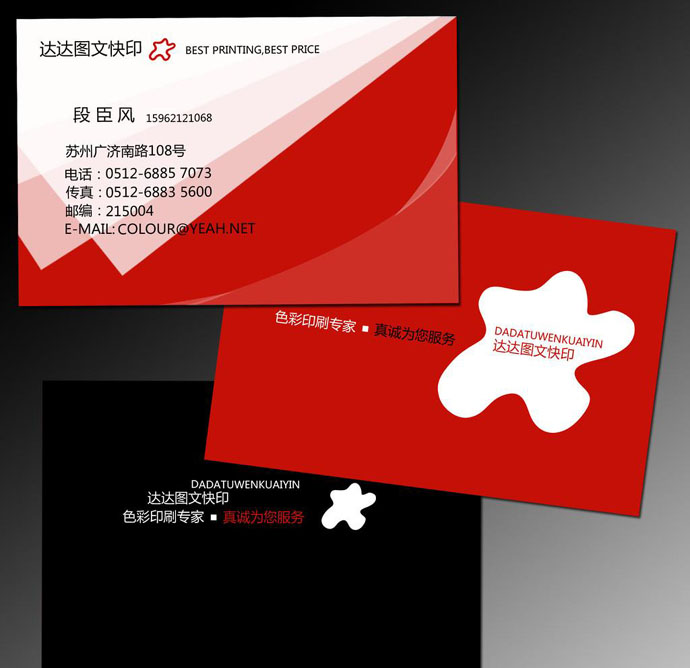 达达图文快印 BEST PRINTING,BEST PRICE
段臣风 15962121068
苏州广济南路108号
电话：0512-6885 7073
传真：0512-6883 5600
邮编：215004
E-MAIL:COLOUR@YEAH.NET
色彩印刷专家 ■ 真诚为您服务
DADATUWENKUAIYIN
达达图文快印
DADATUWENKUAIYIN
达达图文快印
色彩印刷专家 ■ 真诚为您服务